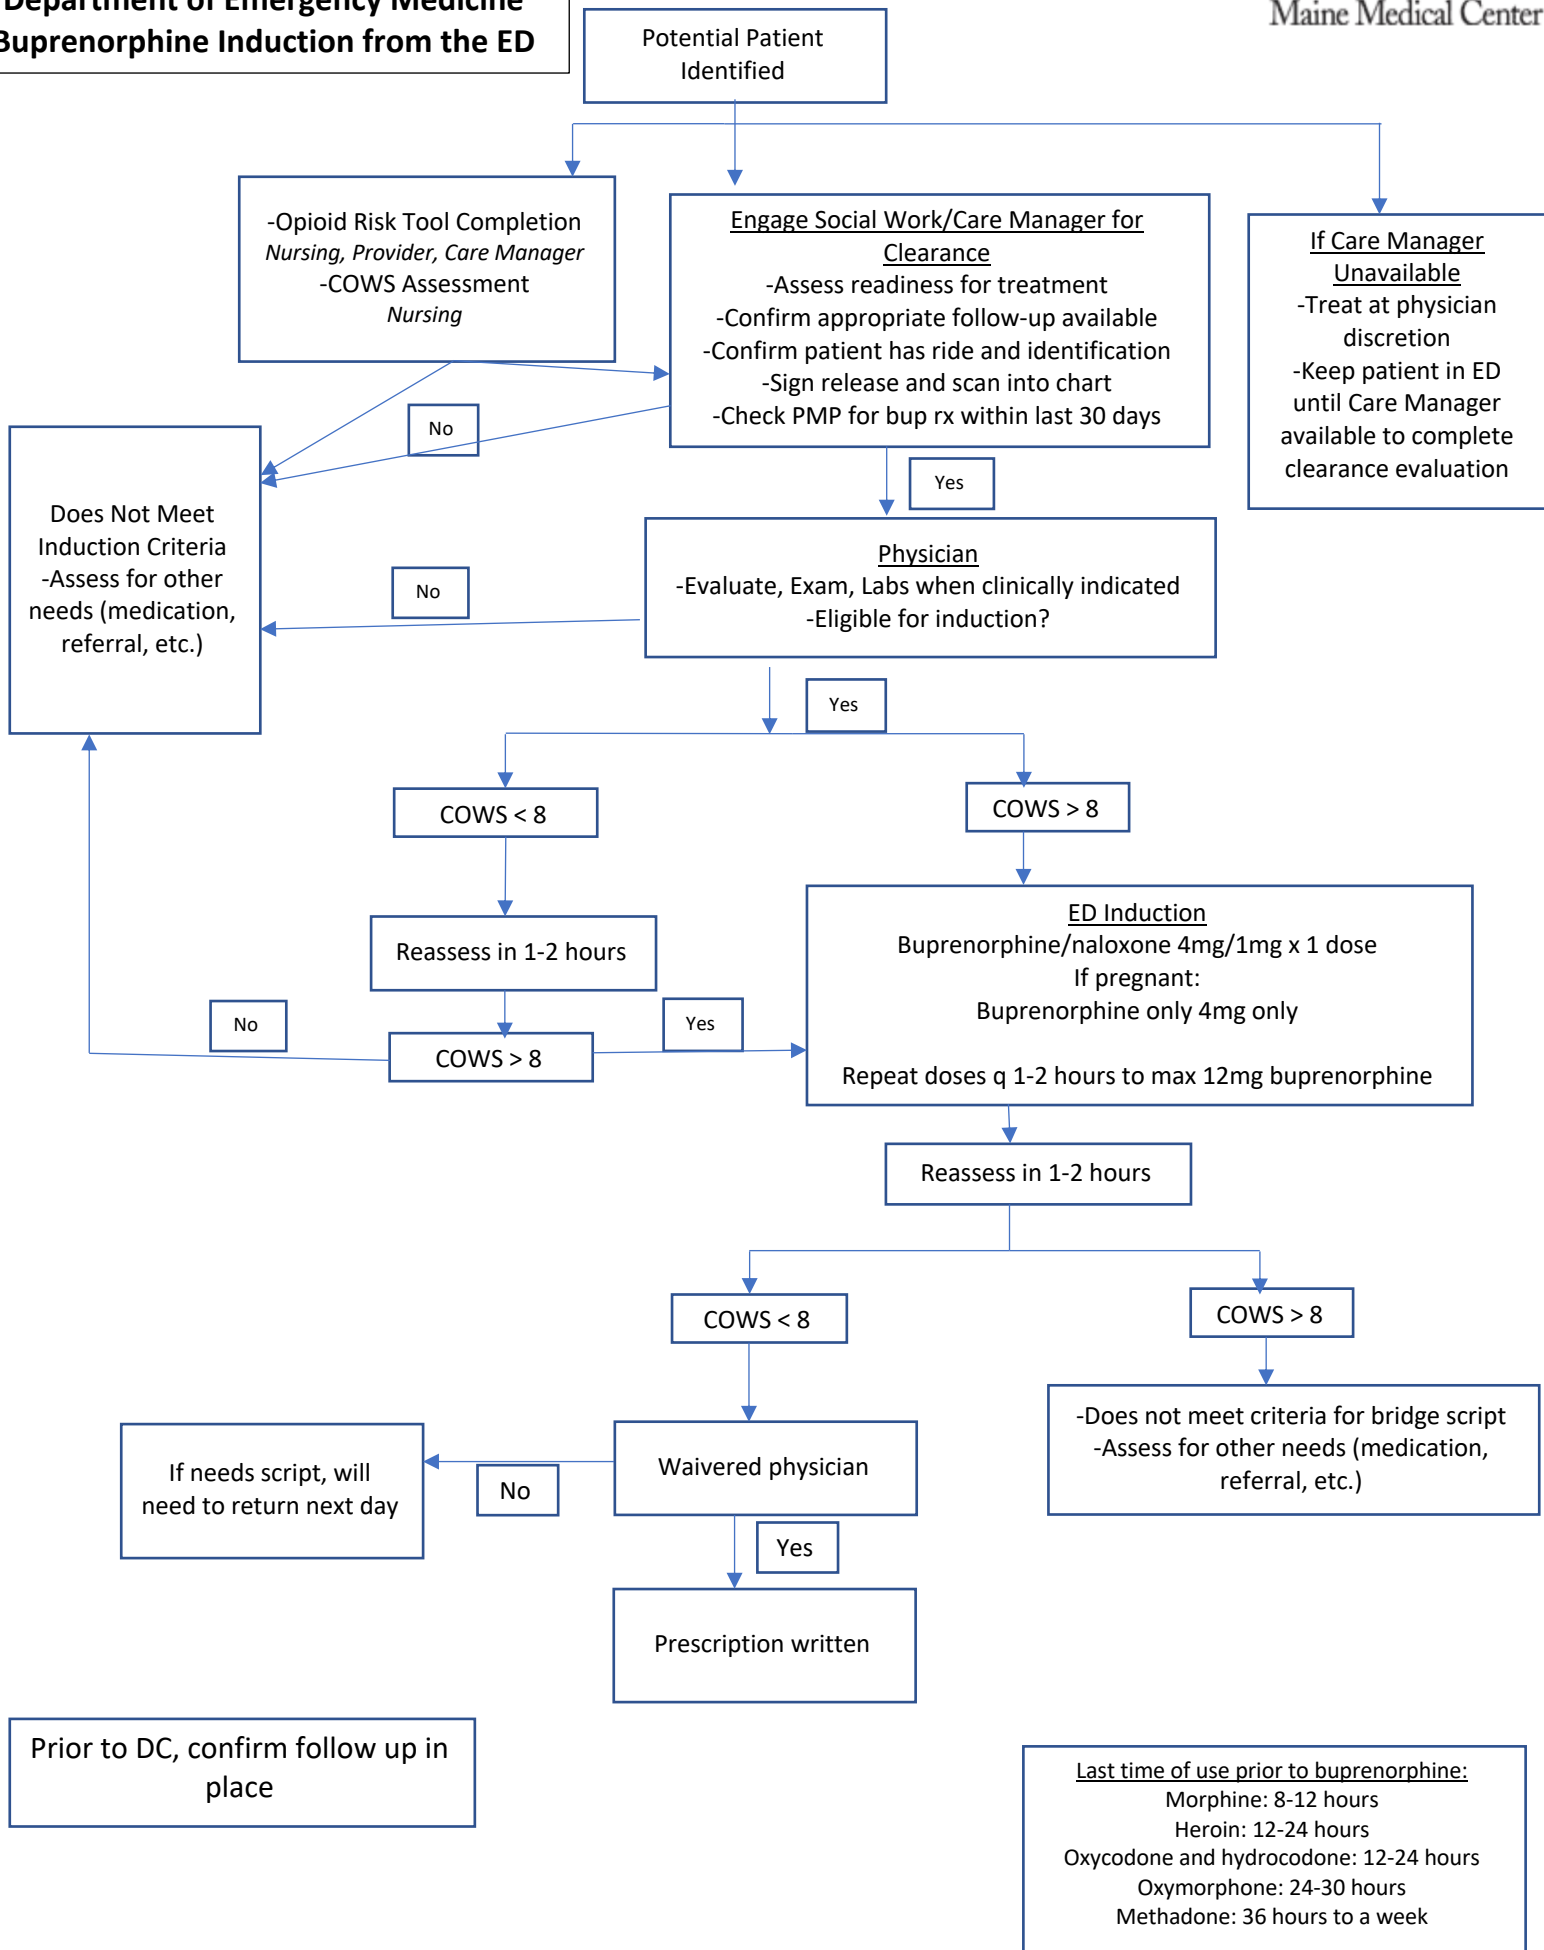 Department of Emergency Medicine
Buprenorphine Induction from the ED
Maine Medical Center
Potential Patient
Identified
-Opioid Risk Tool Completion
Nursing, Provider, Care Manager
-COWS Assessment
Nursing
Engage Social Work/Care Manager for
Clearance
-Assess readiness for treatment
-Confirm appropriate follow-up available
-Confirm patient has ride and identification
-Sign release and scan into chart
-Check PMP for bup rx within last 30 days
If Care Manager
Unavailable
-Treat at physician
discretion
-Keep patient in ED
until Care Manager
available to complete
clearance evaluation
No
Yes
Does Not Meet
Induction Criteria
-Assess for other
needs (medication,
referral, etc.)
No
Physician
-Evaluate, Exam, Labs when clinically indicated
-Eligible for induction?
Yes
COWS < 8
COWS > 8
Reassess in 1-2 hours
ED Induction
Buprenorphine/naloxone 4mg/1mg x 1 dose
If pregnant:
Buprenorphine only 4mg only
Repeat doses q 1-2 hours to max 12mg buprenorphine
No
Yes
COWS > 8
Reassess in 1-2 hours
COWS < 8
COWS > 8
-Does not meet criteria for bridge script
-Assess for other needs (medication,
referral, etc.)
If needs script, will
need to return next day
No
Waivered physician
Yes
Prescription written
Prior to DC, confirm follow up in
place
Last time of use prior to buprenorphine:
Morphine: 8-12 hours
Heroin: 12-24 hours
Oxycodone and hydrocodone: 12-24 hours
Oxymorphone: 24-30 hours
Methadone: 36 hours to a week